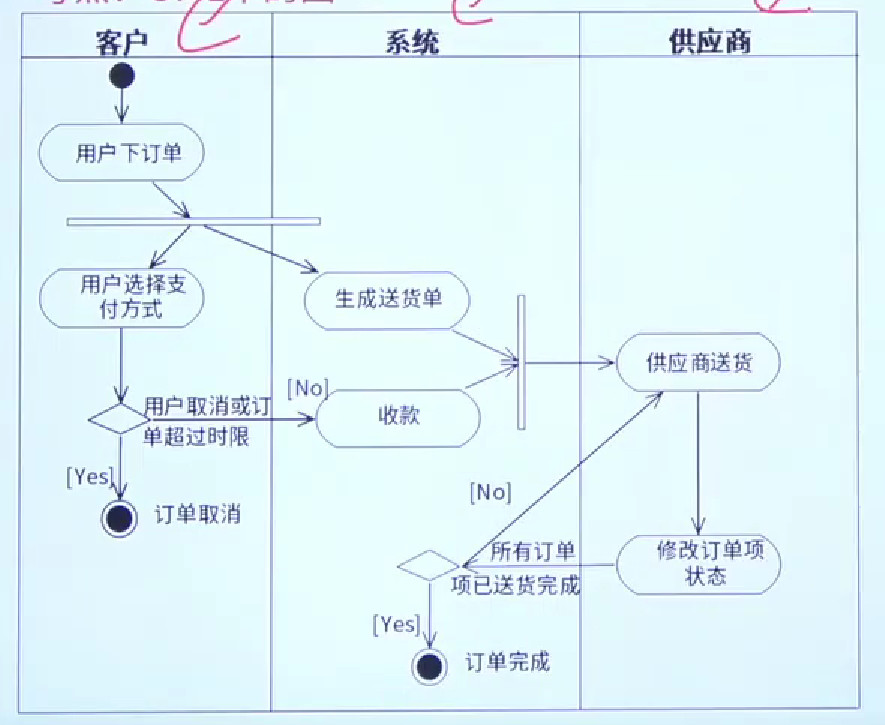 客户
系统
供应商
用户下订单
用户选择支
付方式
生成送货单
供应商送货
[No]
用户取消或订
单超过时限
收款
[Yes]
订单取消
[No]
所有订单
项已送货完成
修改订单项
状态
[Yes]
订单完成